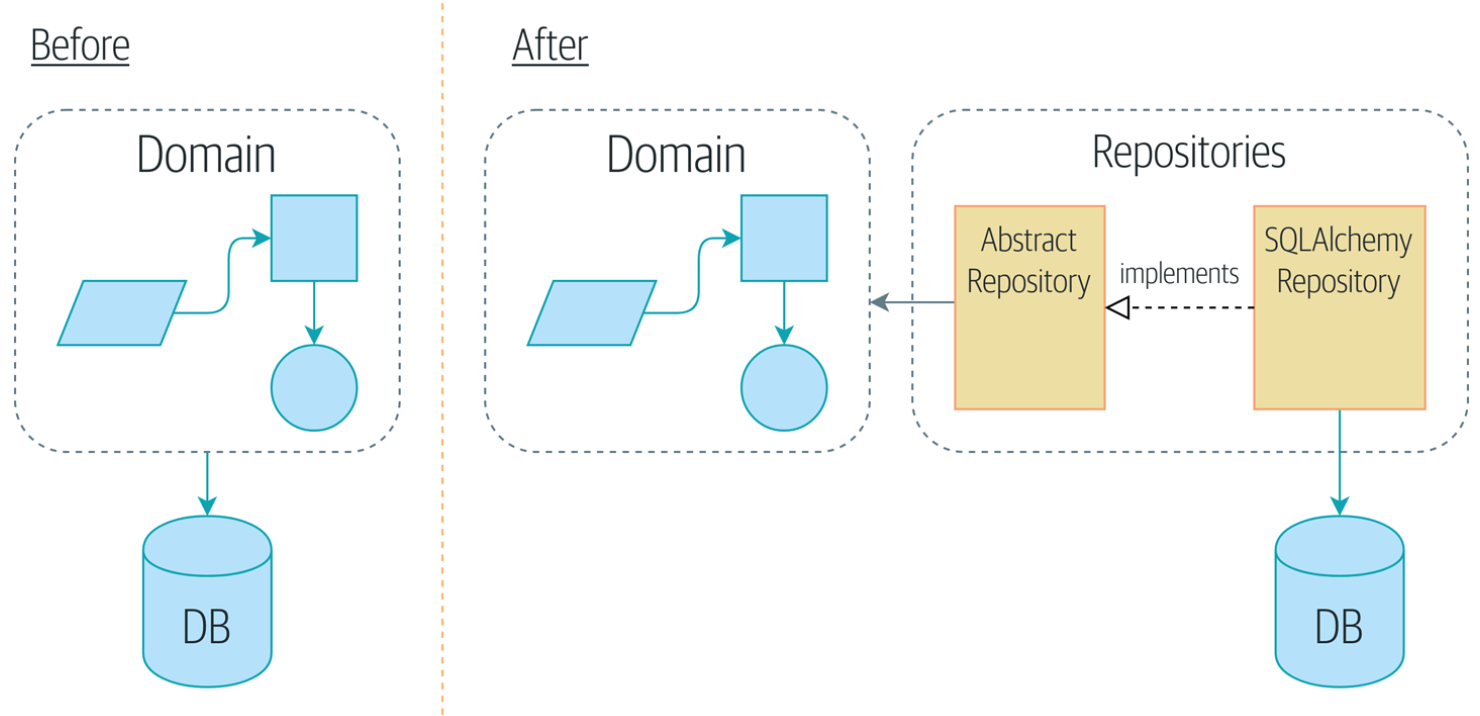 Before
Domain
DB
After
Domain
Repositories
Abstract
Repository
implements
SQLAlchemy
Repository
DB